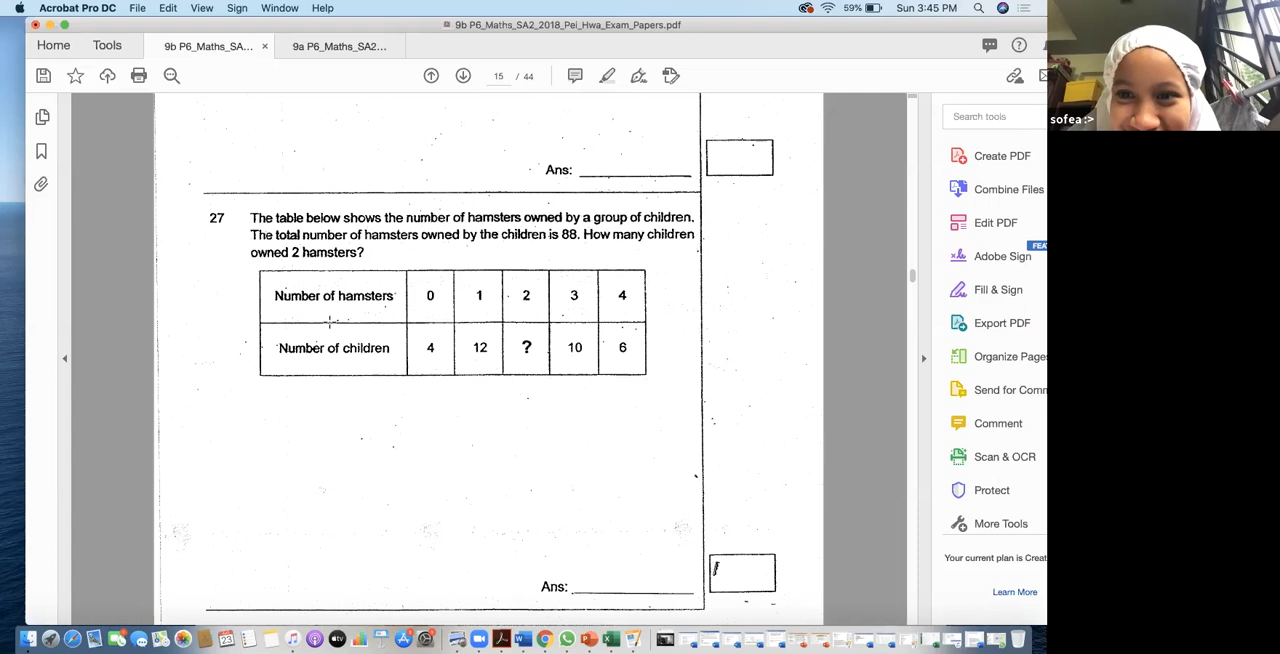 Acrobat Pro DC File Edit View Sign Window Help 59% Sun 3:45 PM
9b P6_Maths_SA2_2018_Pei_Hwa_Exam_Papers.pdf
Home Tools 9b P6_Maths_SA... × 9a P6_Maths_SA2...
15 / 44
sofea :>
Search tools
Create PDF
Combine Files
Edit PDF
Adobe Sign
Fill & Sign
Export PDF
Organize Pages
Send for Comm
Comment
Scan & OCR
Protect
More Tools
Your current plan is Creat
Learn More
Ans:
27 The table below shows the number of hamsters owned by a group of children.
The total number of hamsters owned by the children is 88. How many children
owned 2 hamsters?
Number of hamsters 0 1 2 3 4
Number of children 4 12 ? 10 6
Ans: